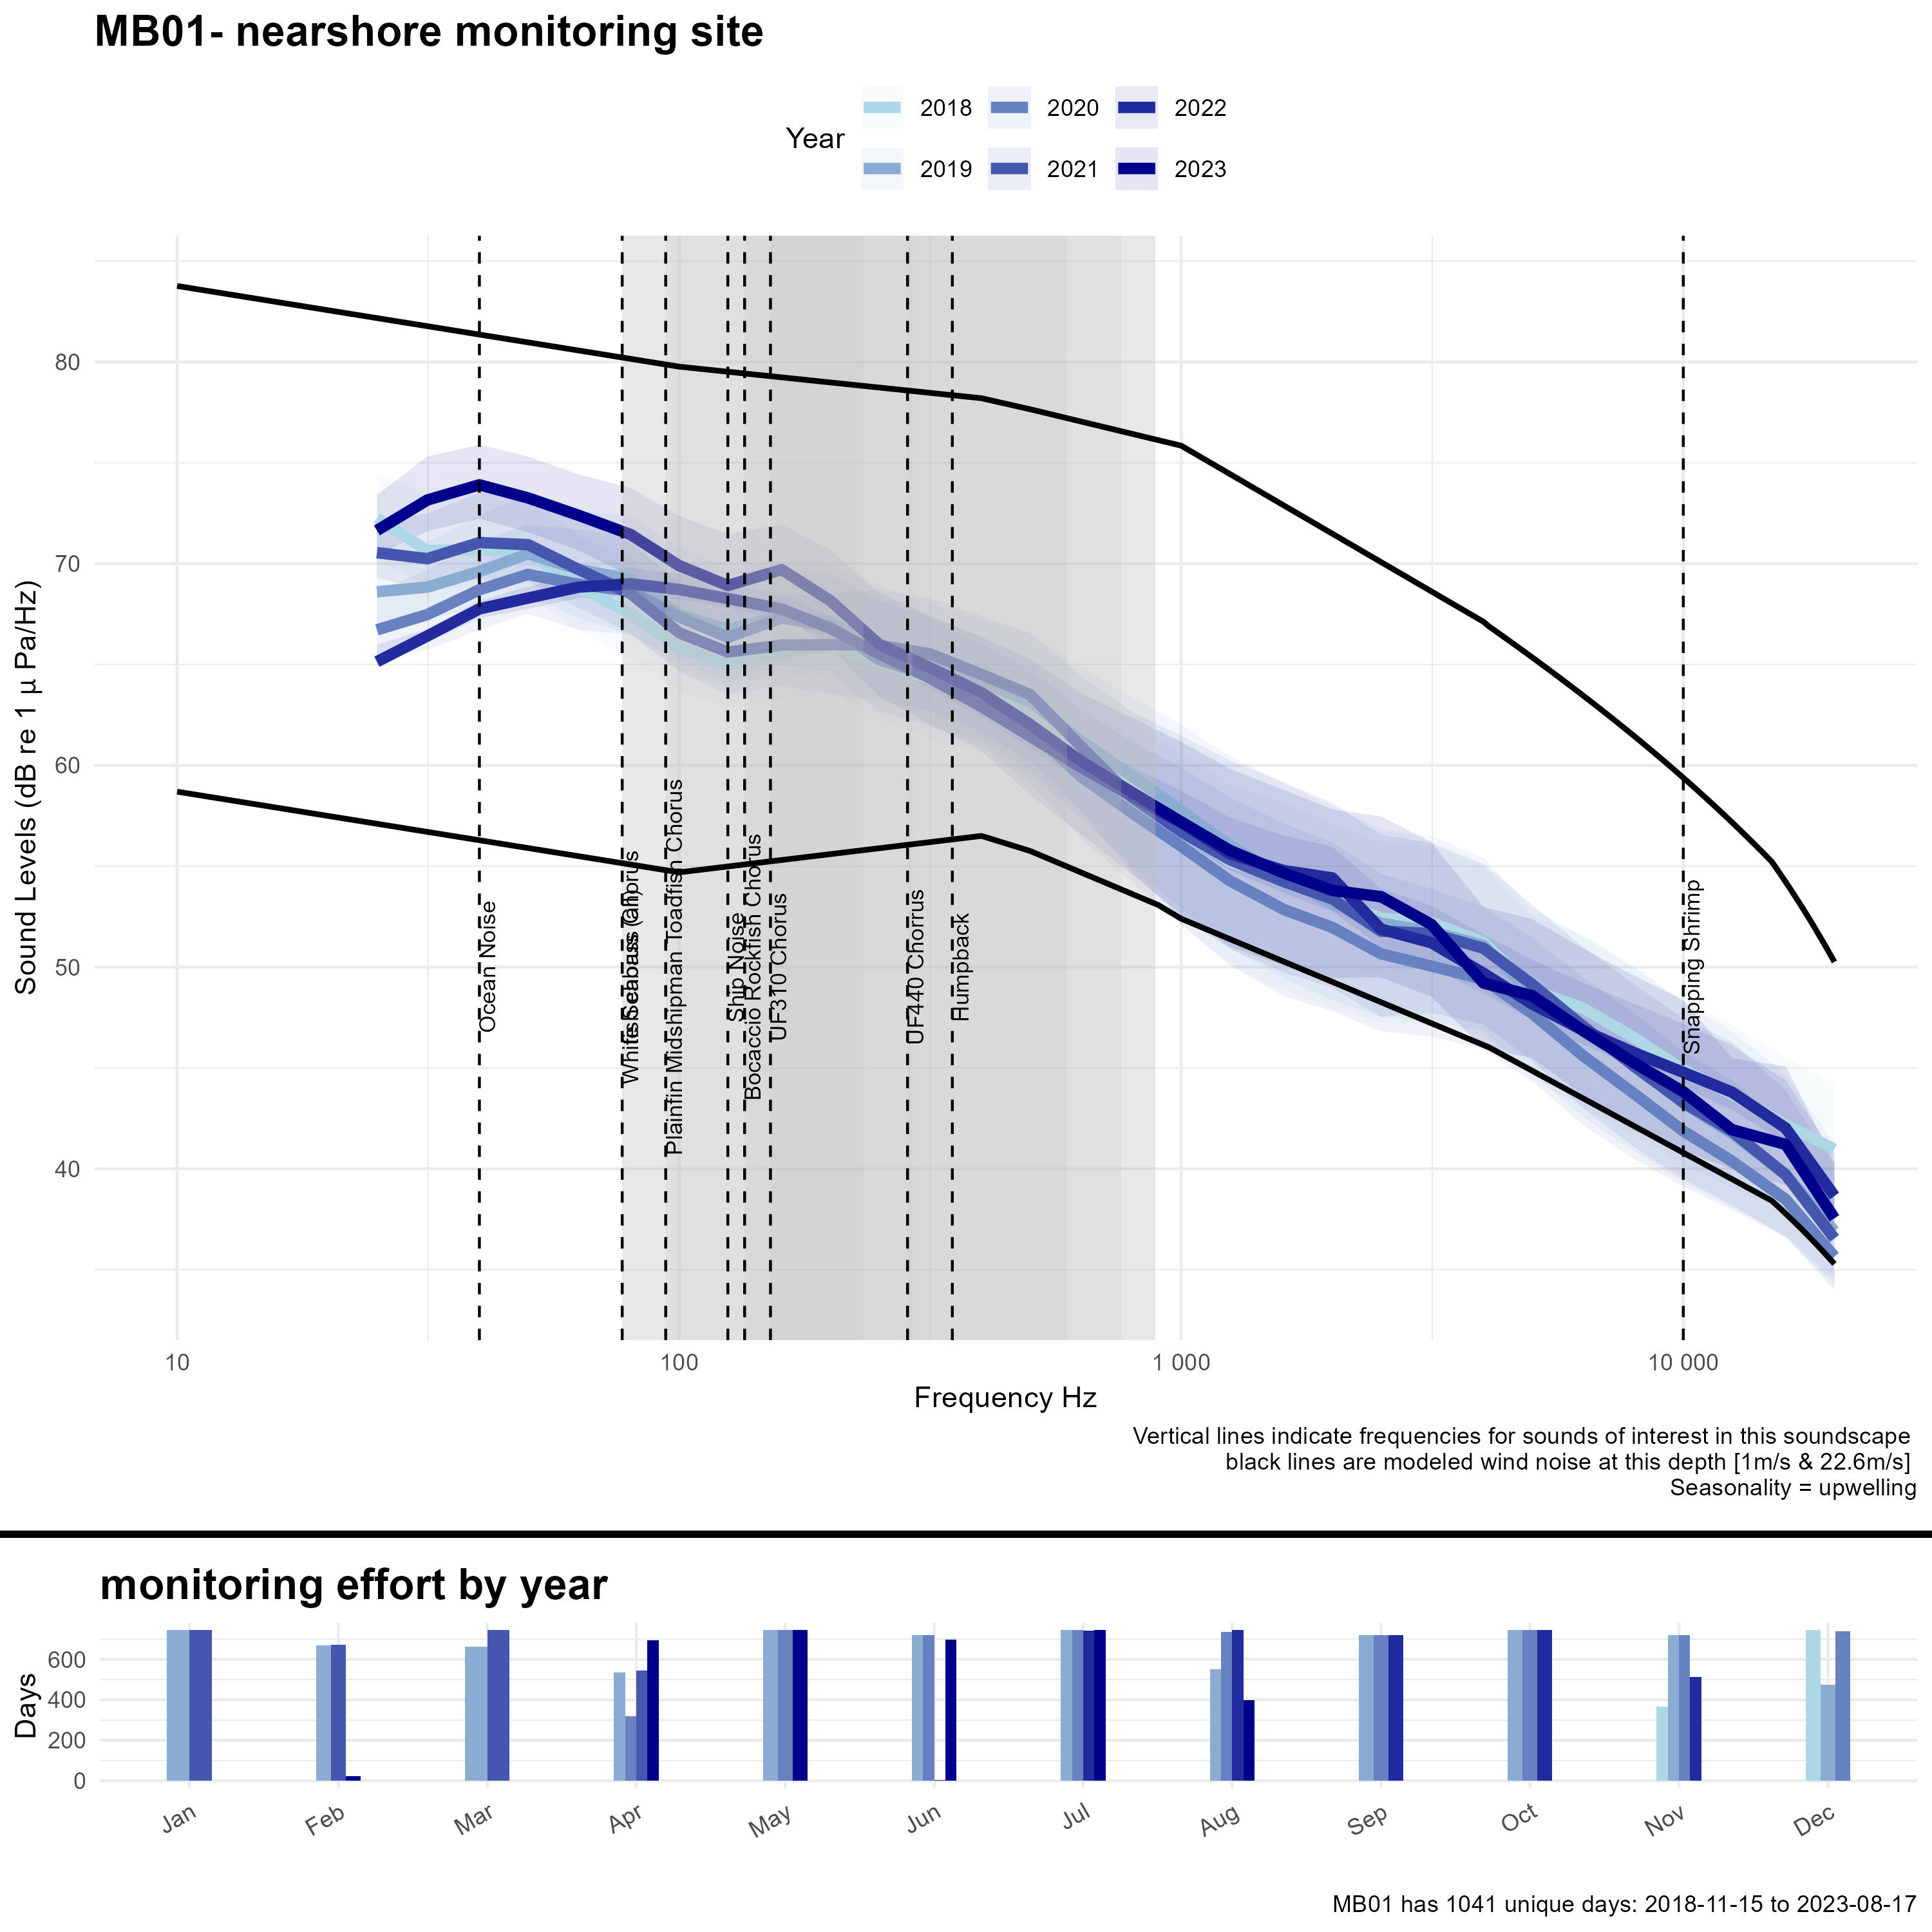 MB01- nearshore monitoring site
Year
2018 2020 2022
2019 2021 2023
Sound Levels (dB re 1 µ Pa/Hz)
80
70
60
50
40
Ocean Noise
Plainfin Midshipman Toadfish Chorus
Ship Noise
Bocaccio Rockfish Chorus
UF310 Chorus
UF440 Chorrus
Humpback
Snapping Shrimp
10 100 1 000 10 000
Frequency Hz
Vertical lines indicate frequencies for sounds of interest in this soundscape
black lines are modeled wind noise at this depth [1m/s & 22.6m/s]
Seasonality = upwelling
monitoring effort by year
Days
600
400
200
0
Jan Feb Mar Apr May Jun Jul Aug Sep Oct Nov Dec
MB01 has 1041 unique days: 2018-11-15 to 2023-08-17